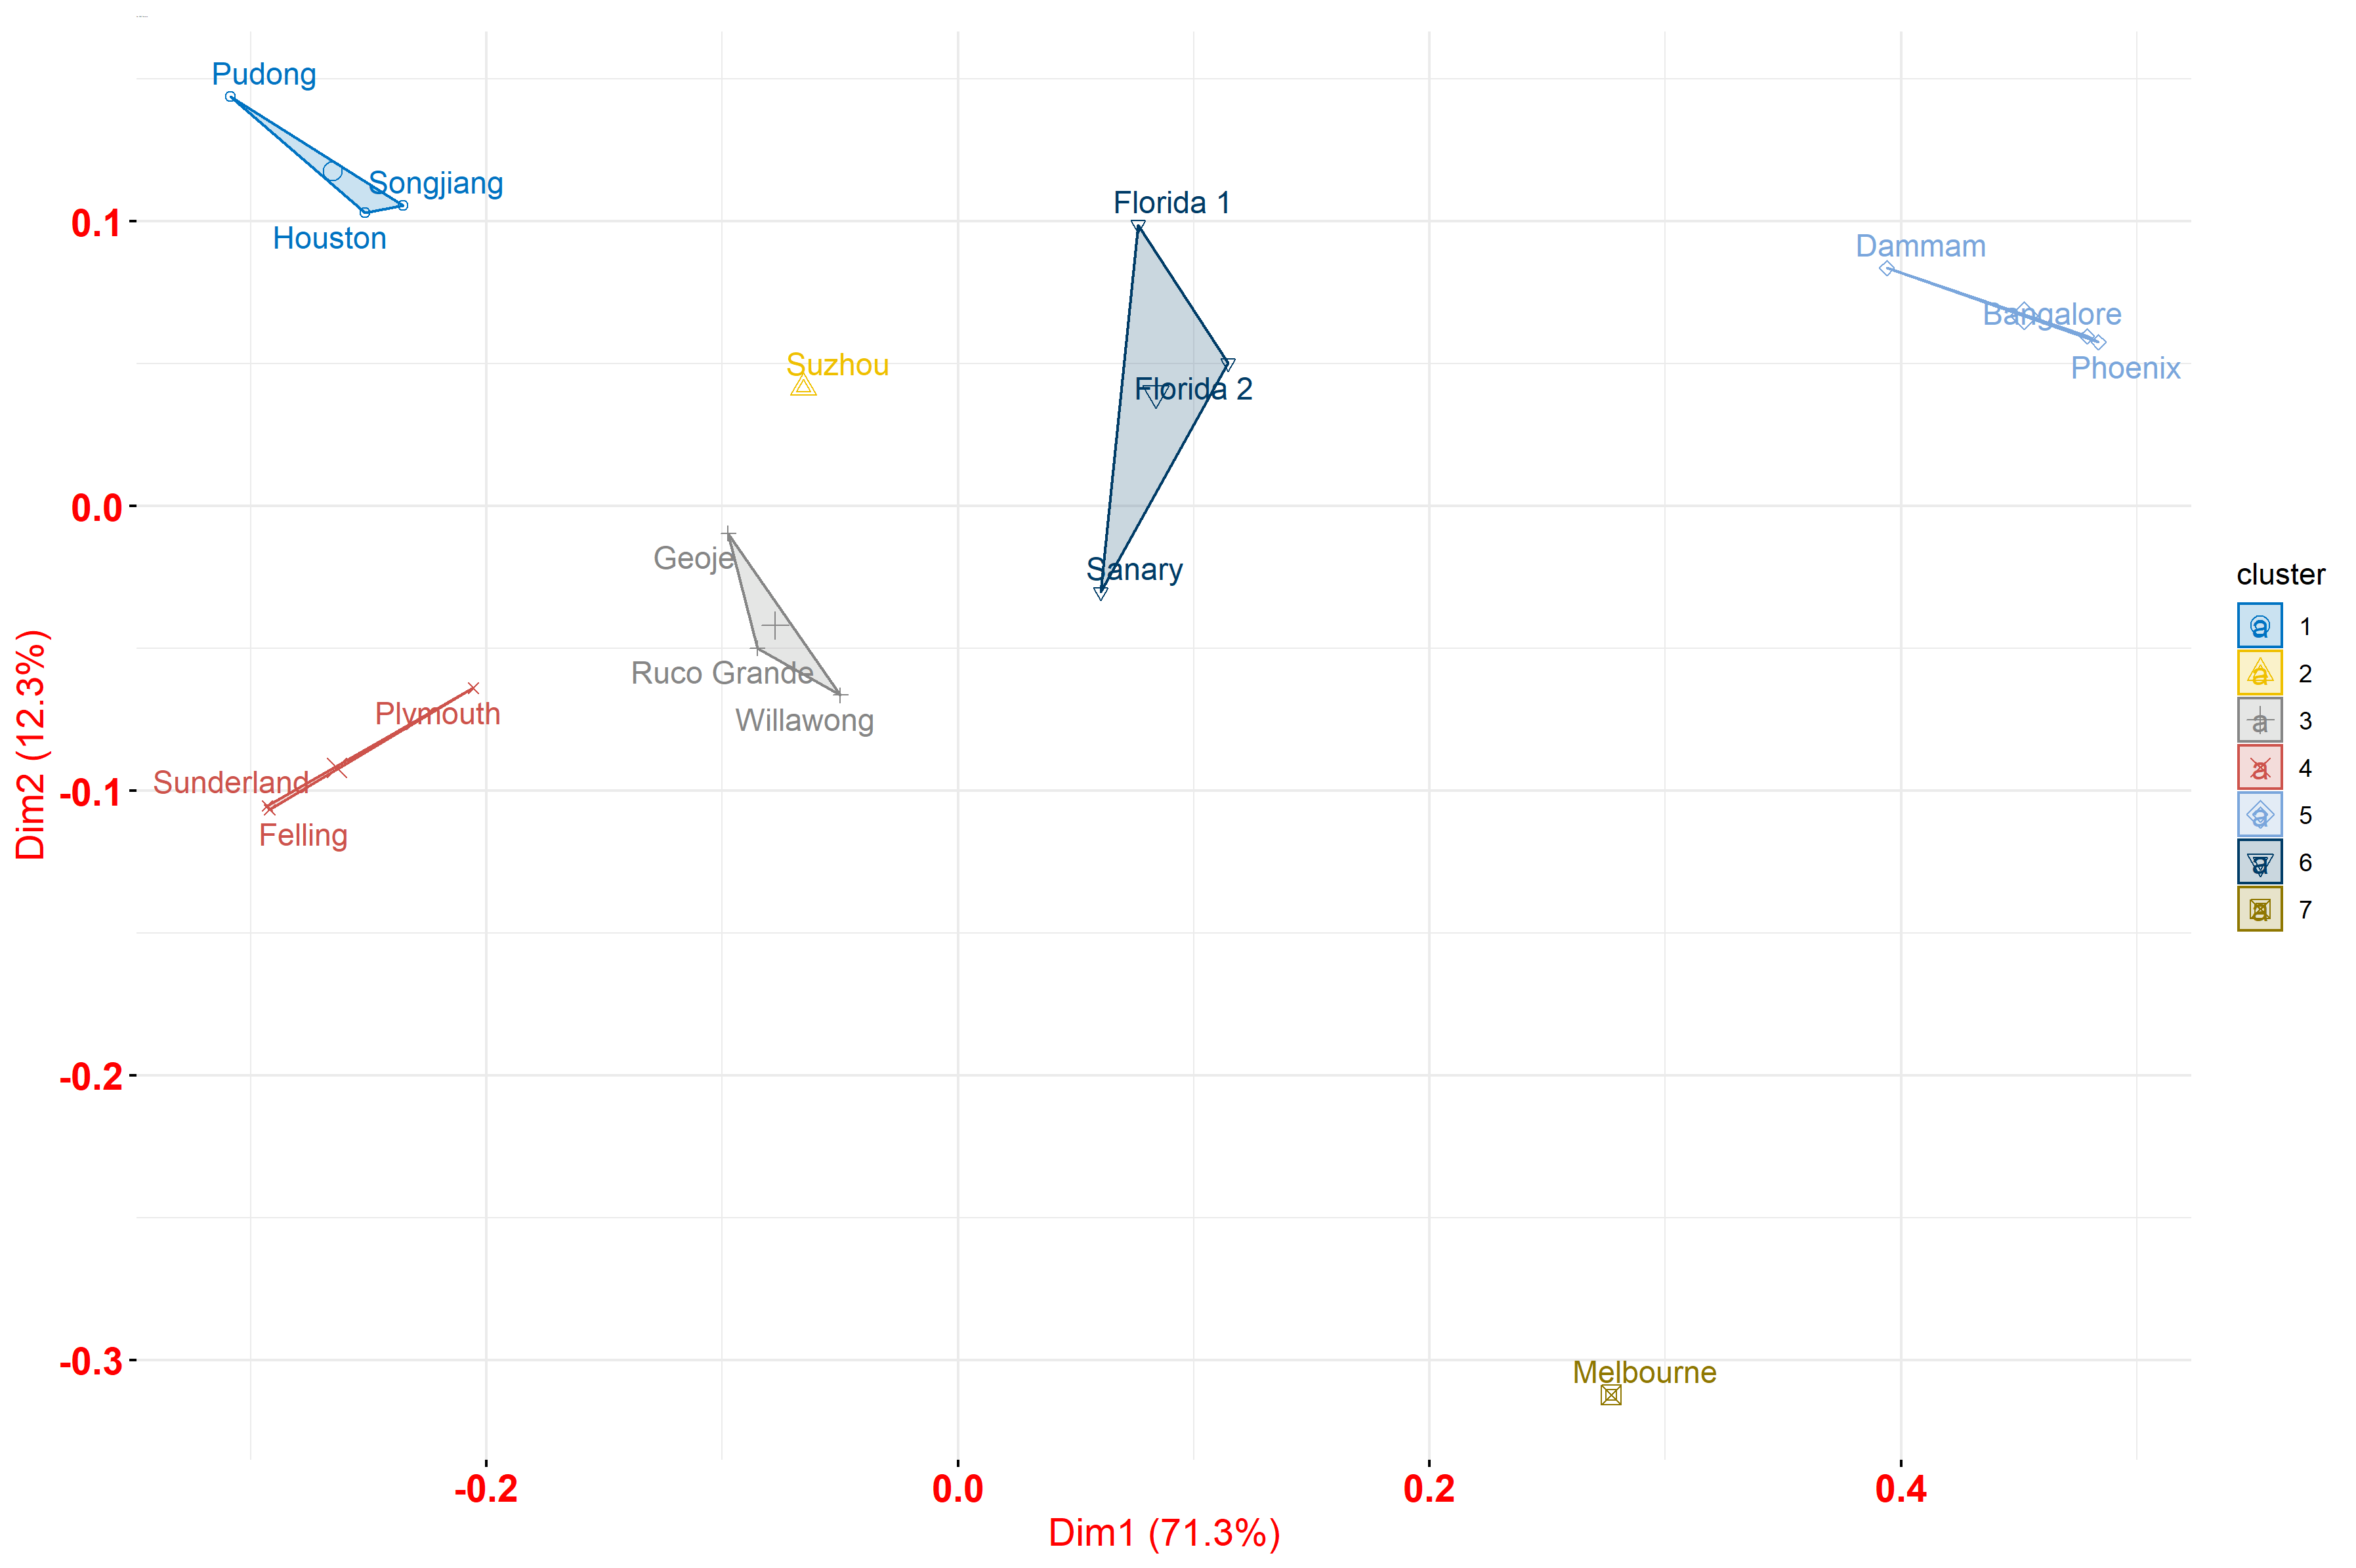 Pudong
Songjiang
Houston
Florida 1
Dammam
Bangalore
Phoenix
Suzhou
Florida 2
Geoje
Sanary
Ruco Grande
Willawong
Plymouth
Sunderland
Felling
Melbourne
0.1
0.0
-0.1
-0.2
-0.3
Dim2 (12.3%)
-0.2 0.0 0.2 0.4
Dim1 (71.3%)
cluster
a 1
a 2
a 3
a 4
a 5
a 6
a 7